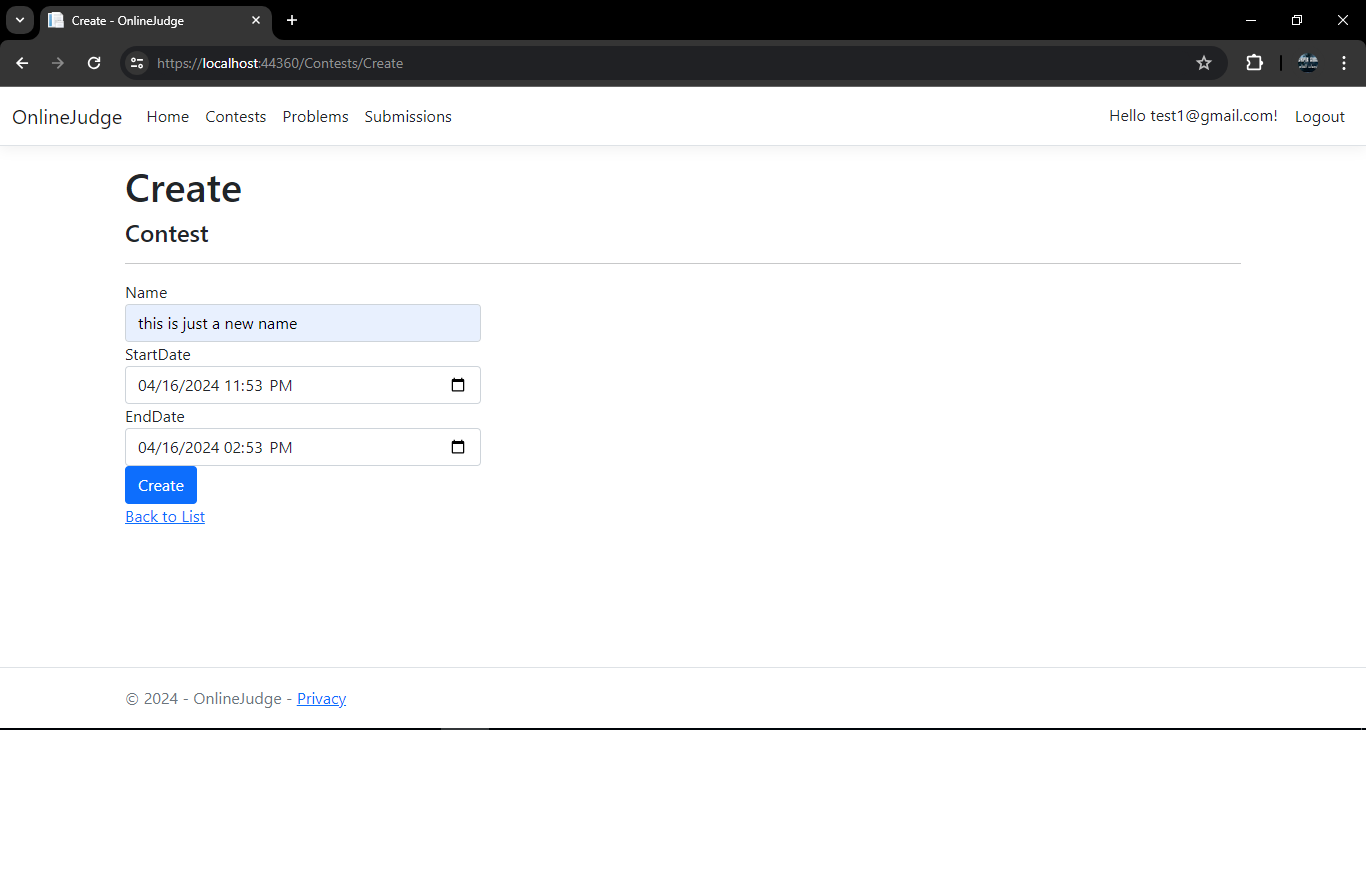 Create - OnlineJudge
https://localhost:44360/Contests/Create
OnlineJudge Home Contests Problems Submissions Hello test1@gmail.com! Logout
Create
Contest
Name
this is just a new name
StartDate
04/16/2024 11:53 PM
EndDate
04/16/2024 02:53 PM
Create
Back to List
© 2024 - OnlineJudge - Privacy